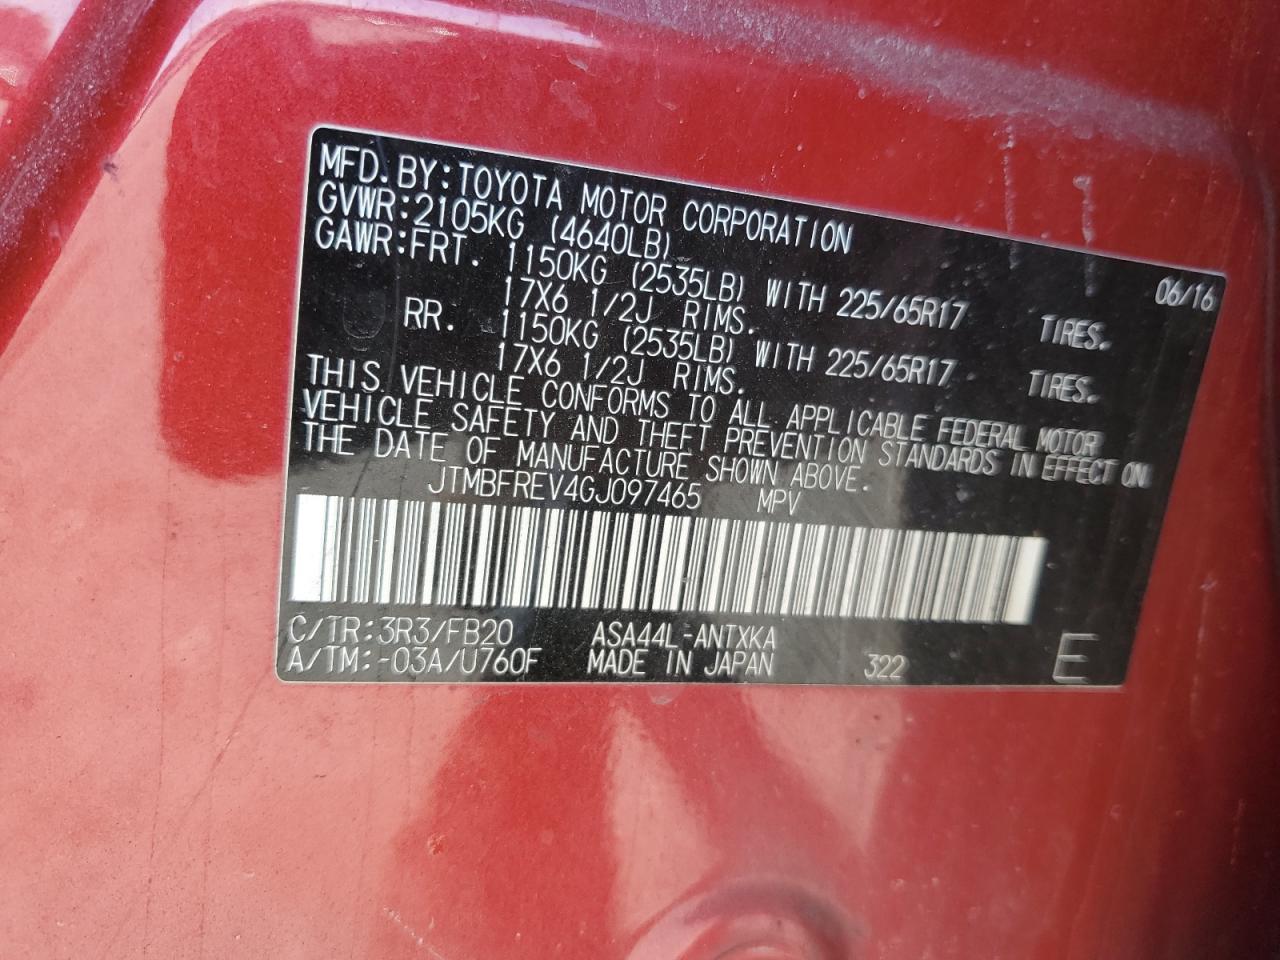 MFD. BY: TOYOTA MOTOR CORPORATION 06/16
GVWR: 2105KG (4640LB)
GAWR: FRT. 1150KG (2535LB) WITH 225/65R17 TIRES.
17X6 1/2J RIMS.
RR. 1150KG (2535LB) WITH 225/65R17 TIRES.
17X6 1/2J RIMS.
THIS VEHICLE CONFORMS TO ALL APPLICABLE FEDERAL MOTOR
VEHICLE SAFETY AND THEFT PREVENTION STANDARDS IN EFFECT ON
THE DATE OF MANUFACTURE SHOWN ABOVE.
JTMBFREV4GJ097465 MPV
C/TR: 3R3/FB20 ASA44L-ANTXKA
A/TM: -03A/U760F MADE IN JAPAN 322 E